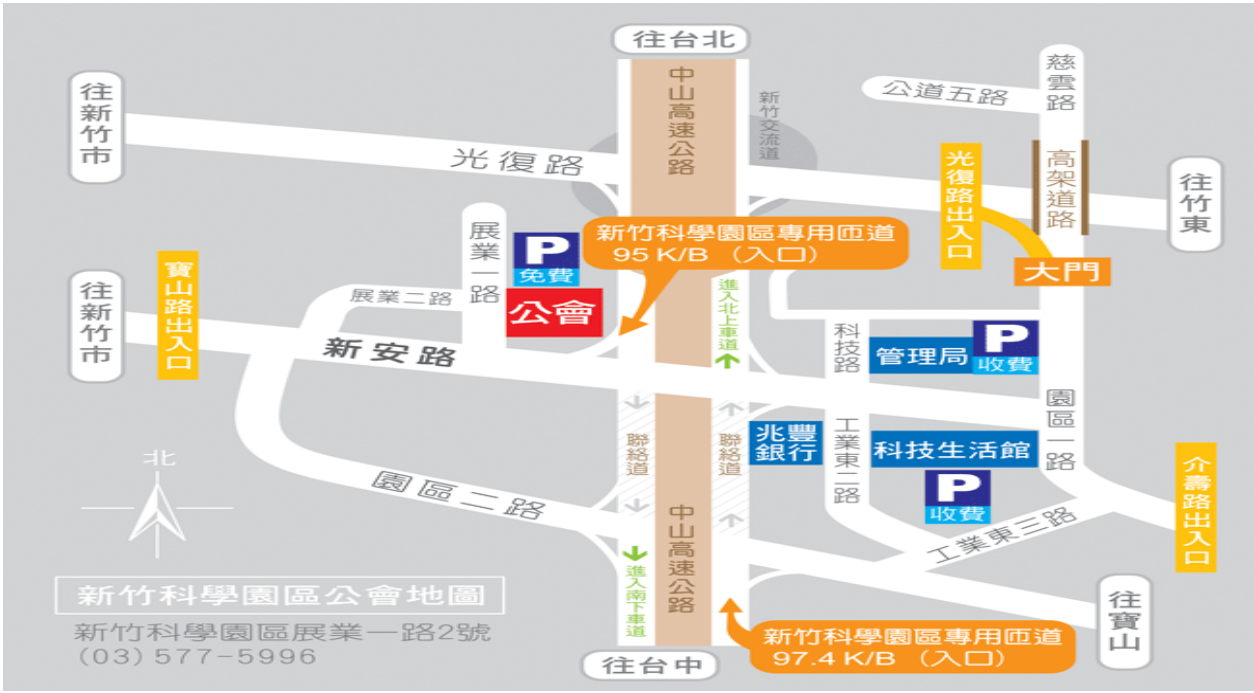 往台北
中山高速公路
新竹交流道
慈雲路
公道五路
往新竹市
光復路
光復路出入口
高架道路
往竹東
大門
展業一路
P
免費
新竹科學園區專用匝道
95 K/B （入口）
公會
展業二路
寶山路出入口
往新竹市
新安路
進入北上車道
科技路
管理局
P
收費
園區一路
聯絡道
聯絡道
兆豐
銀行
工業東二路
科技生活館
P
收費
介壽路出入口
北
園區二路
中山高速公路
工業東三路
進入南下車道
新竹科學園區公會地圖
新竹科學園區展業一路2號
(03) 577-5996
往台中
新竹科學園區專用匝道
97.4 K/B （入口）
往寶山